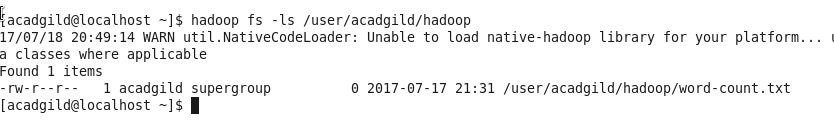 [acadgild@localhost ~]$ hadoop fs -ls /user/acadgild/hadoop
17/07/18 20:49:14 WARN util.NativeCodeLoader: Unable to load native-hadoop library for your platform...
a classes where applicable
Found 1 items
-rw-r--r--   1 acadgild supergroup          0 2017-07-17 21:31 /user/acadgild/hadoop/word-count.txt
[acadgild@localhost ~]$